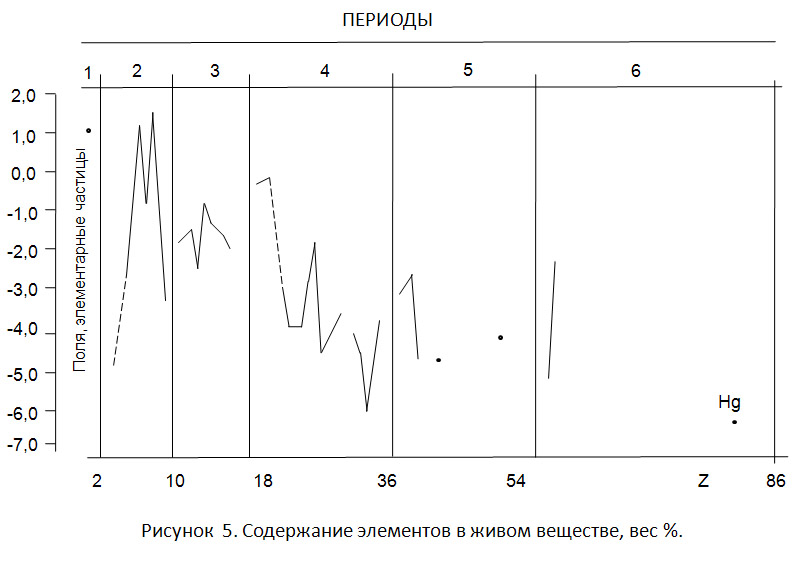 ПЕРИОДЫ
1 2 3 4 5 6
2,0
1,0
0,0
-1,0
-2,0
-3,0
-4,0
-5,0
-6,0
-7,0
Поля, элементарные частицы
Hg
2 10 18 36 54 Z 86
Рисунок 5. Содержание элементов в живом веществе, вес %.